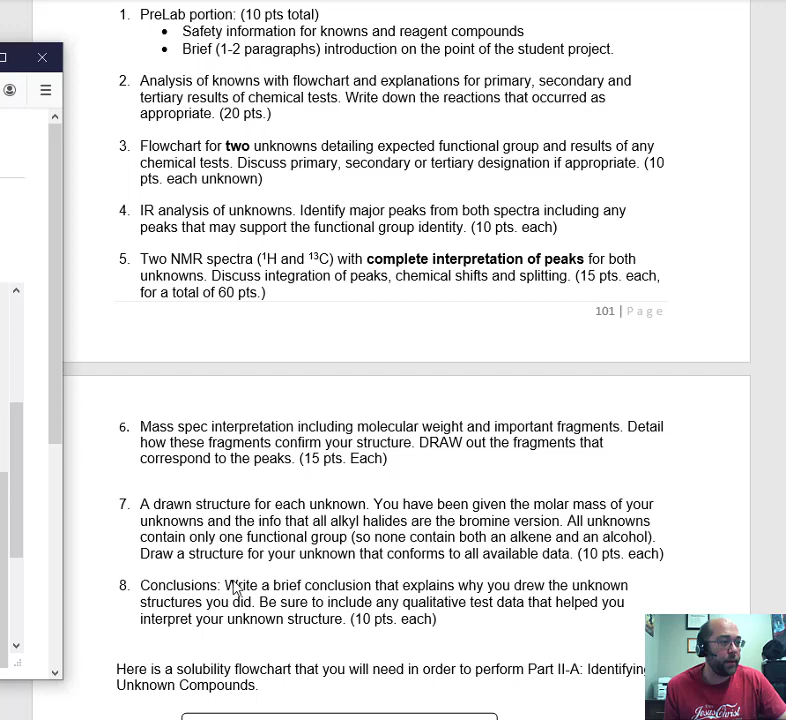 1. PreLab portion: (10 pts total)
• Safety information for knowns and reagent compounds
• Brief (1-2 paragraphs) introduction on the point of the student project.
2. Analysis of knowns with flowchart and explanations for primary, secondary and
tertiary results of chemical tests. Write down the reactions that occurred as
appropriate. (20 pts.)
3. Flowchart for two unknowns detailing expected functional group and results of any
chemical tests. Discuss primary, secondary or tertiary designation if appropriate. (10
pts. each unknown)
4. IR analysis of unknowns. Identify major peaks from both spectra including any
peaks that may support the functional group identity. (10 pts. each)
5. Two NMR spectra (¹H and ¹³C) with complete interpretation of peaks for both
unknowns. Discuss integration of peaks, chemical shifts and splitting. (15 pts. each,
for a total of 60 pts.)
101 | Page
6. Mass spec interpretation including molecular weight and important fragments. Detail
how these fragments confirm your structure. DRAW out the fragments that
correspond to the peaks. (15 pts. Each)
7. A drawn structure for each unknown. You have been given the molar mass of your
unknowns and the info that all alkyl halides are the bromine version. All unknowns
contain only one functional group (so none contain both an alkene and an alcohol).
Draw a structure for your unknown that conforms to all available data. (10 pts. each)
8. Conclusions: Write a brief conclusion that explains why you drew the unknown
structures you did. Be sure to include any qualitative test data that helped you
interpret your unknown structure. (10 pts. each)
Here is a solubility flowchart that you will need in order to perform Part II-A: Identifyin
Unknown Compounds.
Jesus Christ